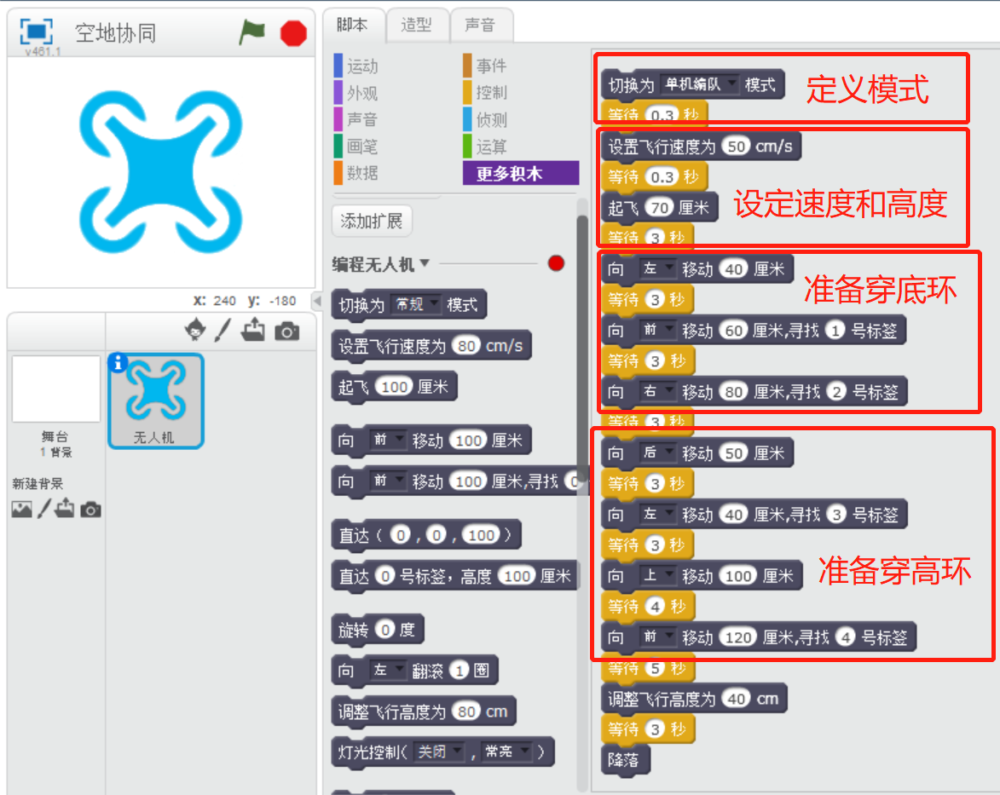 空地协同
v461.1
X: 240 y: -180
舞台
1 背景
新建背景
无人机
脚本
造型
声音
运动
事件
外观
控制
声音
侦测
画笔
运算
数据
更多积木
添加扩展
编程无人机
切换为 常规 模式
设置飞行速度为 80 cm/s
起飞 100 厘米
向 前 移动 100 厘米
向 前 移动 100 厘米,寻找 0
直达 ( 0 , 0 , 100 )
直达 0 号标签，高度 100 厘米
旋转 0 度
向 左 翻滚 1 圈
调整飞行高度为 80 cm
灯光控制( 关闭 , 常亮 )
切换为 单机编队 模式
等待 0.3 秒
定义模式
设置飞行速度为 50 cm/s
等待 0.3 秒
起飞 70 厘米
等待 3 秒
设定速度和高度
向 左 移动 40 厘米
等待 3 秒
向 前 移动 60 厘米,寻找 1 号标签
等待 3 秒
向 右 移动 80 厘米,寻找 2 号标签
准备穿底环
等待 3 秒
向 后 移动 50 厘米
等待 3 秒
向 左 移动 40 厘米,寻找 3 号标签
等待 3 秒
向 上 移动 100 厘米
等待 4 秒
向 前 移动 120 厘米,寻找 4 号标签
准备穿高环
等待 5 秒
调整飞行高度为 40 cm
等待 3 秒
降落